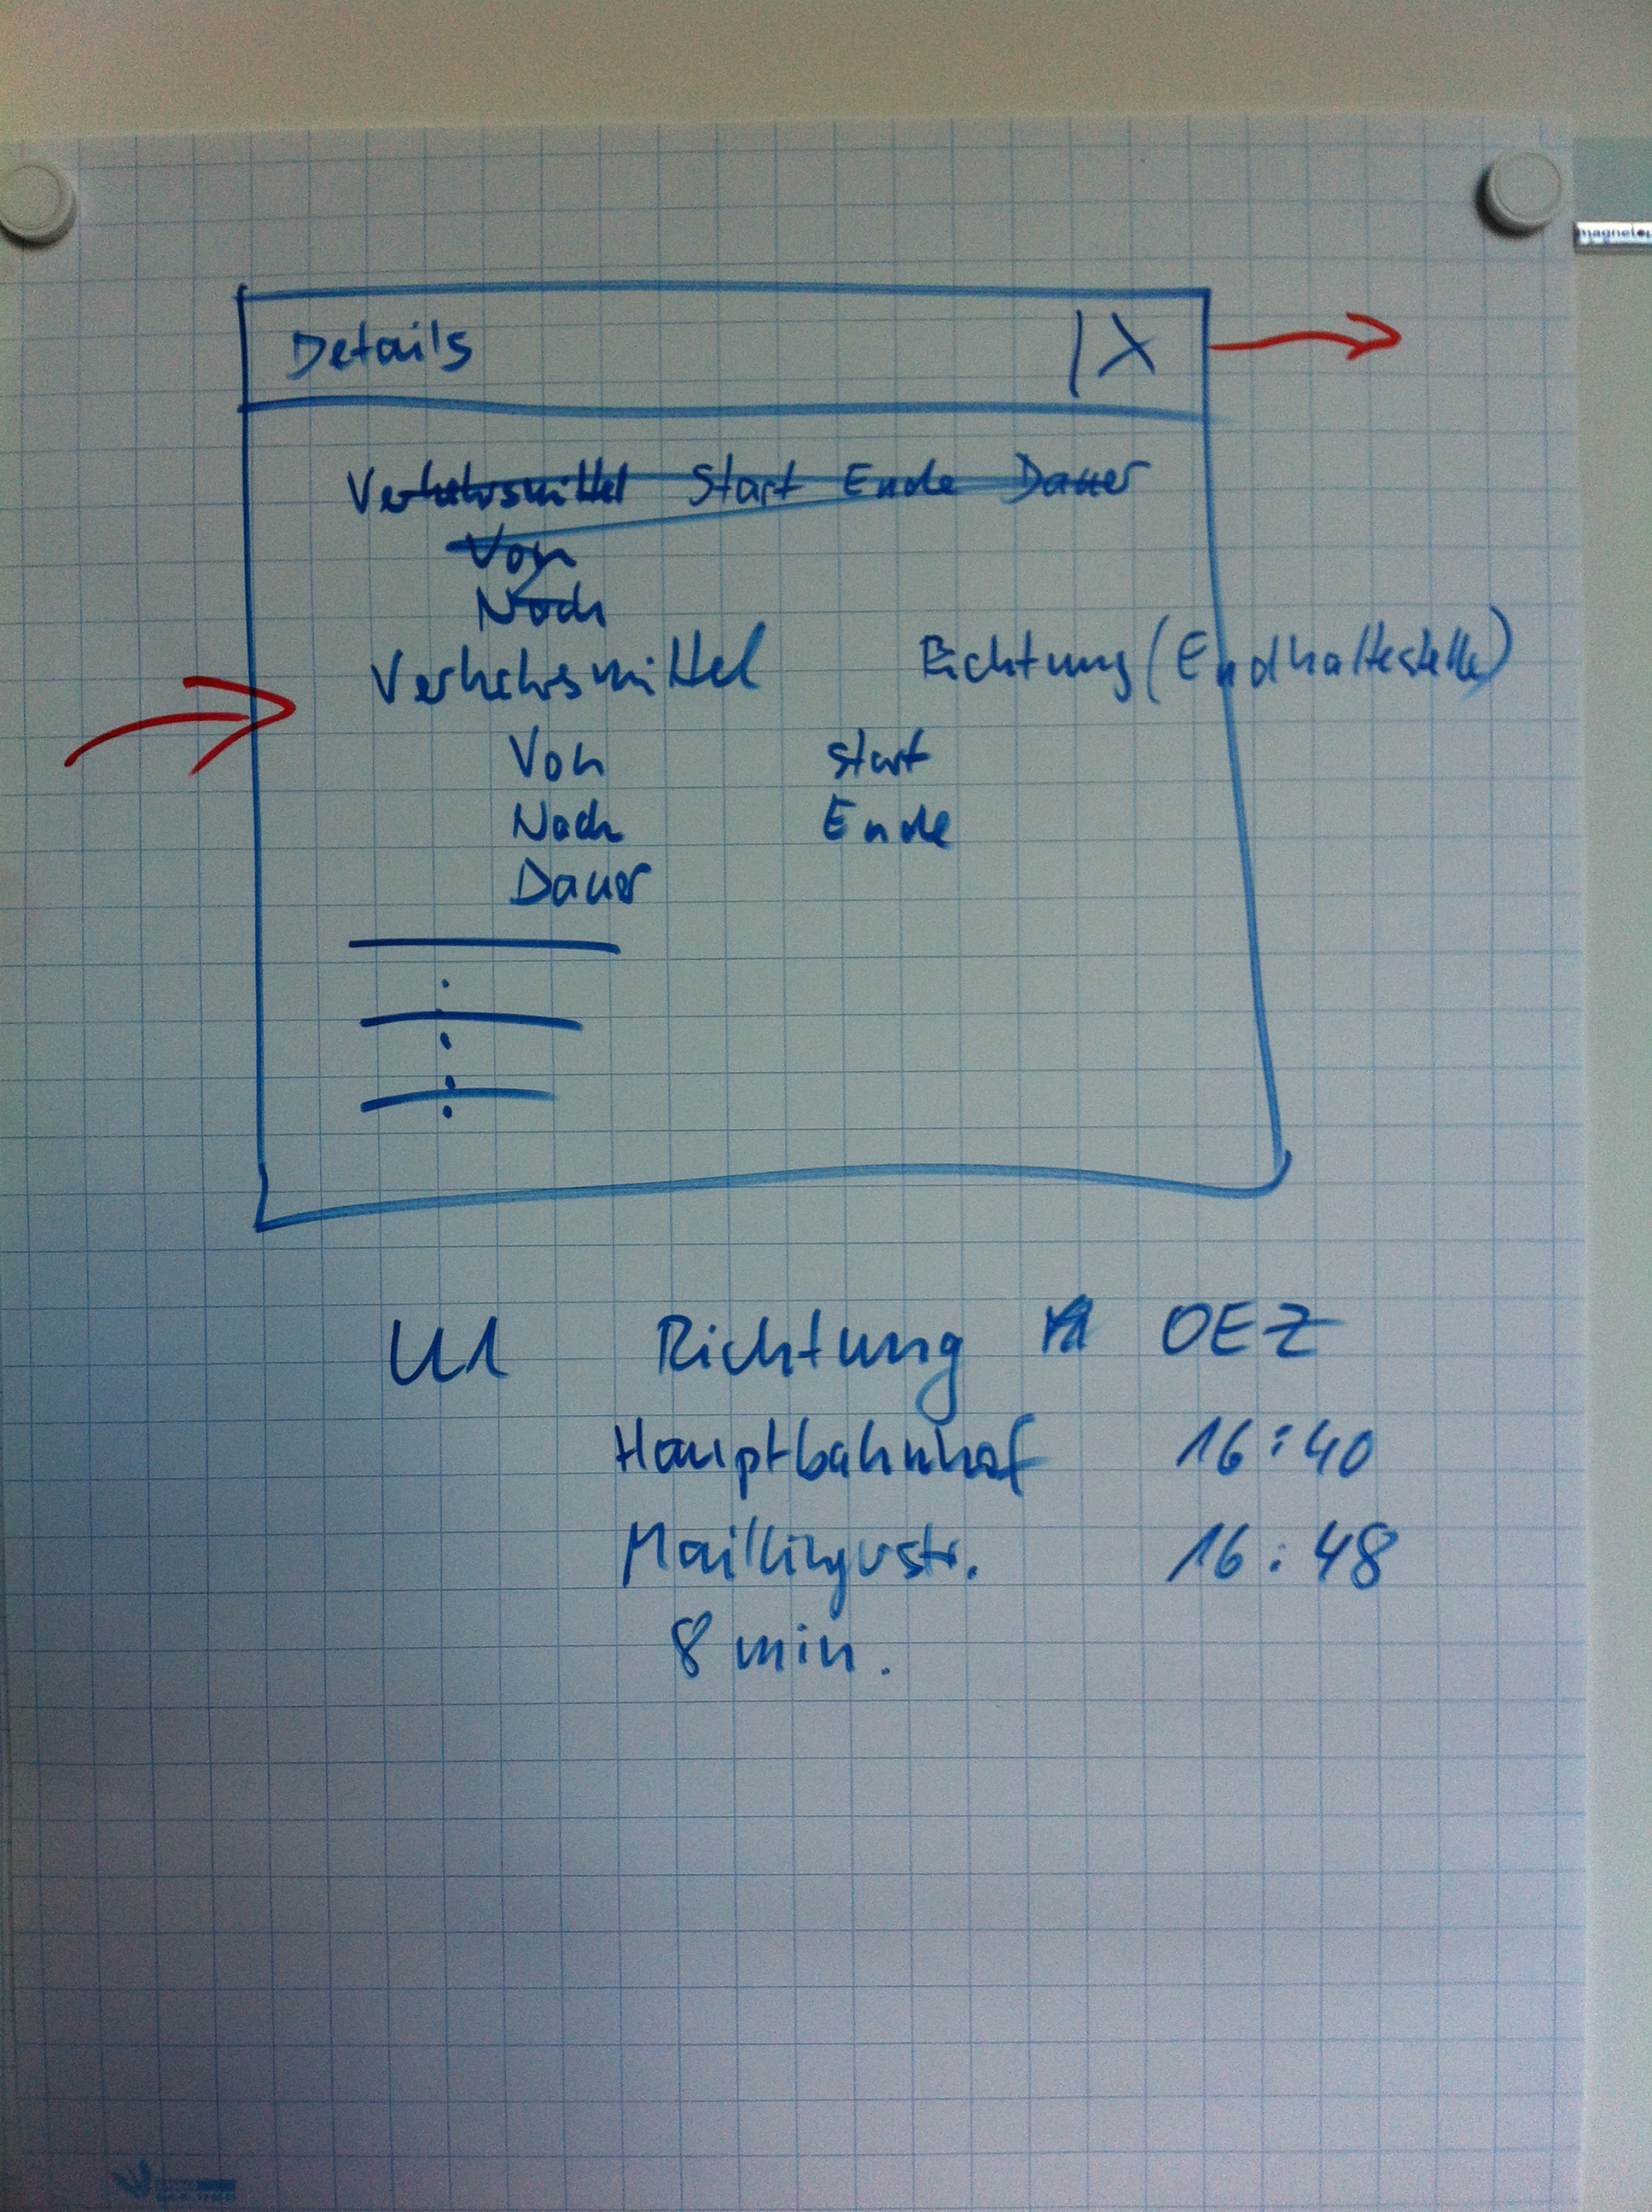 magneto
Details | X
Verkehrsmittel Start Ende Dauer
Von
Nach
Verkehrsmittel Richtung (Endhaltestelle)
Von Start
Nach Ende
Dauer
U1 Richtung OEZ
Hauptbahnhof 16:40
Maillingerstr. 16:48
8 min.